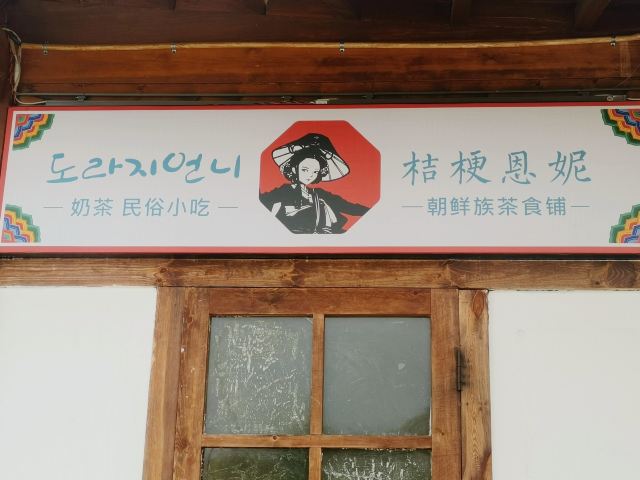 도라지언니
— 奶茶 民俗小吃 —
桔梗恩妮
— 朝鲜族茶食铺 —